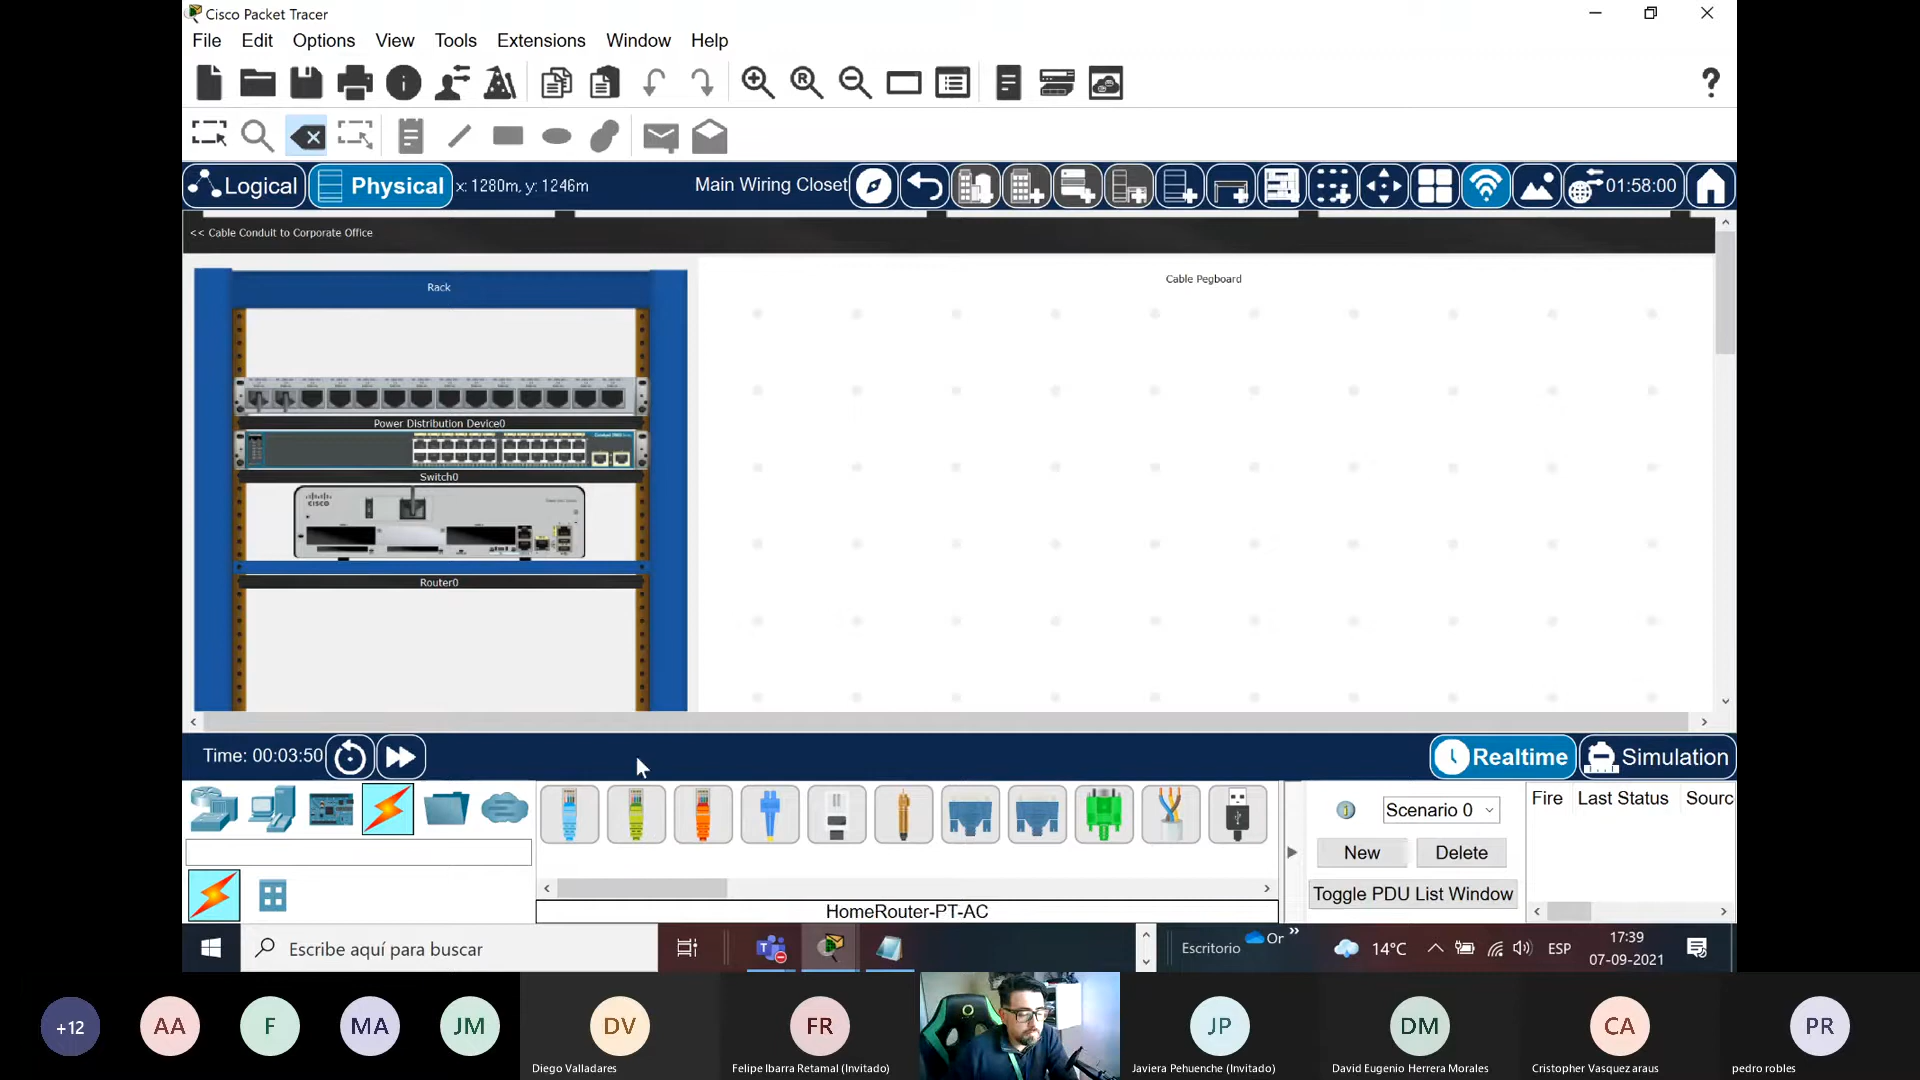 Cisco Packet Tracer
File Edit Options View Tools Extensions Window Help
Logical Physical x: 1280m, y: 1246m Main Wiring Closet 01:58:00
<< Cable Conduit to Corporate Office
Rack
Cable Pegboard
Power Distribution Device0
Switch0
CISCO
Router0
Time: 00:03:50
Realtime
Simulation
Scenario 0
New
Delete
Toggle PDU List Window
Fire Last Status Sourc
HomeRouter-PT-AC
Escribe aquí para buscar
Escritorio Or »
14°C
ESP
17:39
07-09-2021
+12
AA
F
MA
JM
DV
FR
JP
DM
CA
PR
Diego Valladares
Felipe Ibarra Retamal (Invitado)
Javiera Pehuenche (Invitado)
David Eugenio Herrera Morales
Cristopher Vasquez araus
pedro robles